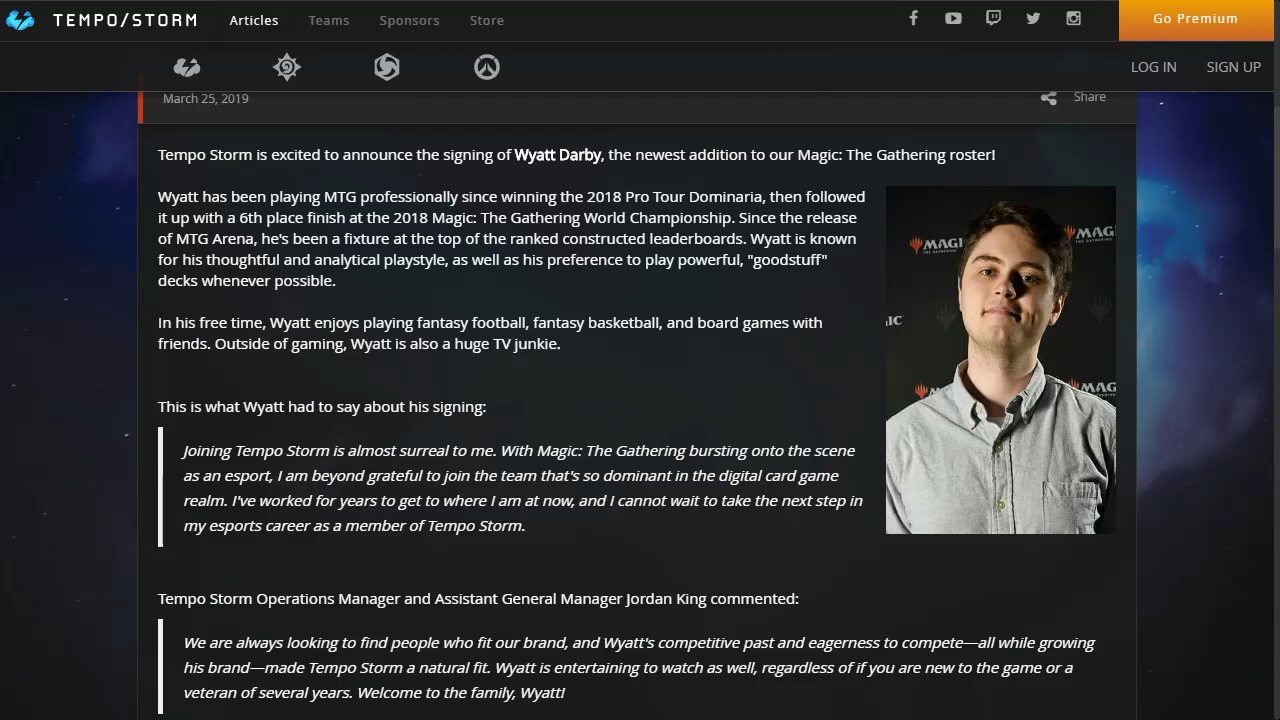 TEMPO/STORM Articles Teams Sponsors Store Go Premium
LOG IN SIGN UP
March 25, 2019 Share
Tempo Storm is excited to announce the signing of Wyatt Darby, the newest addition to our Magic: The Gathering roster!
Wyatt has been playing MTG professionally since winning the 2018 Pro Tour Dominaria, then followed
it up with a 6th place finish at the 2018 Magic: The Gathering World Championship. Since the release
of MTG Arena, he's been a fixture at the top of the ranked constructed leaderboards. Wyatt is known
for his thoughtful and analytical playstyle, as well as his preference to play powerful, "goodstuff"
decks whenever possible.
In his free time, Wyatt enjoys playing fantasy football, fantasy basketball, and board games with
friends. Outside of gaming, Wyatt is also a huge TV junkie.
This is what Wyatt had to say about his signing:
Joining Tempo Storm is almost surreal to me. With Magic: The Gathering bursting onto the scene
as an esport, I am beyond grateful to join the team that's so dominant in the digital card game
realm. I've worked for years to get to where I am at now, and I cannot wait to take the next step in
my esports career as a member of Tempo Storm.
MAGIC
THE GATHERING
MAGIC
THE GATHERING
IC
MAG
MAG
THE GATHERING
Tempo Storm Operations Manager and Assistant General Manager Jordan King commented:
We are always looking to find people who fit our brand, and Wyatt's competitive past and eagerness to compete—all while growing
his brand—made Tempo Storm a natural fit. Wyatt is entertaining to watch as well, regardless of if you are new to the game or a
veteran of several years. Welcome to the family, Wyatt!